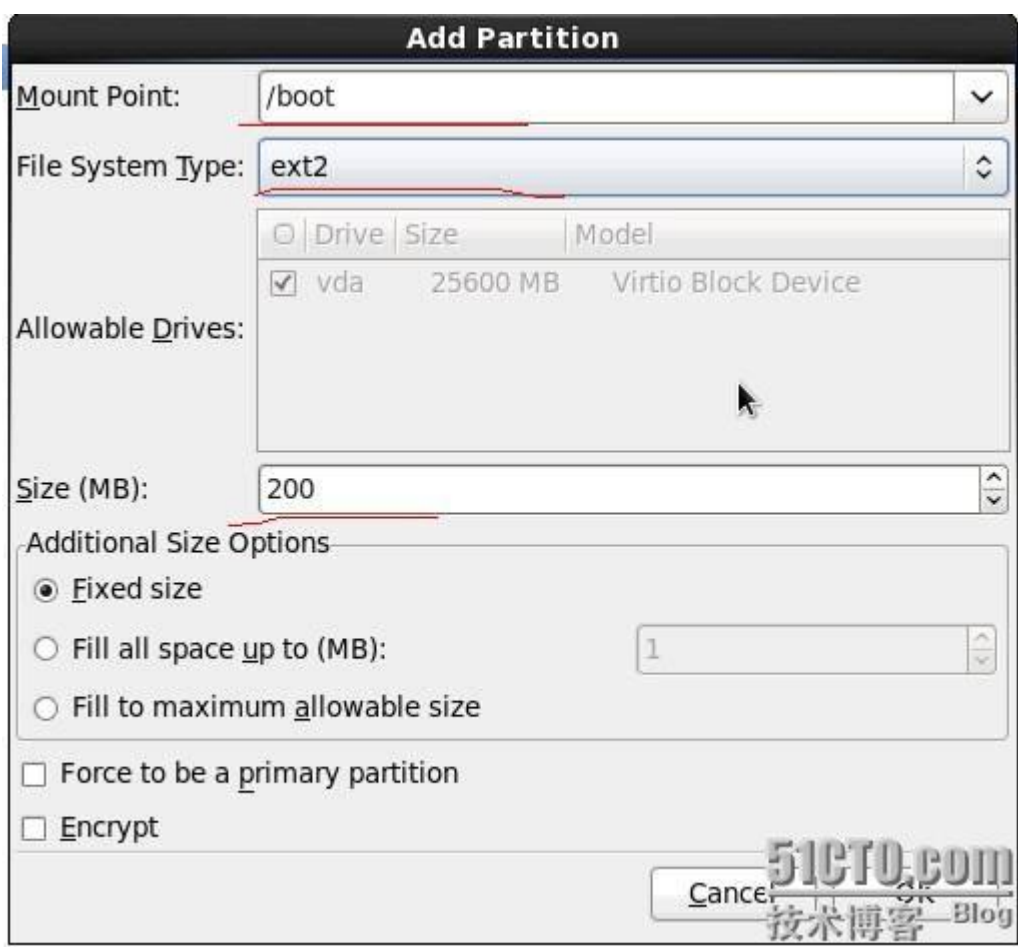 Add Partition
Mount Point: /boot
File System Type: ext2
Drive Size Model
vda 25600 MB Virtio Block Device
Allowable Drives:
Size (MB): 200
Additional Size Options
Fixed size
Fill all space up to (MB): 1
Fill to maximum allowable size
Force to be a primary partition
Encrypt
51CTO.com
Cancel OK
技术博客 Blog